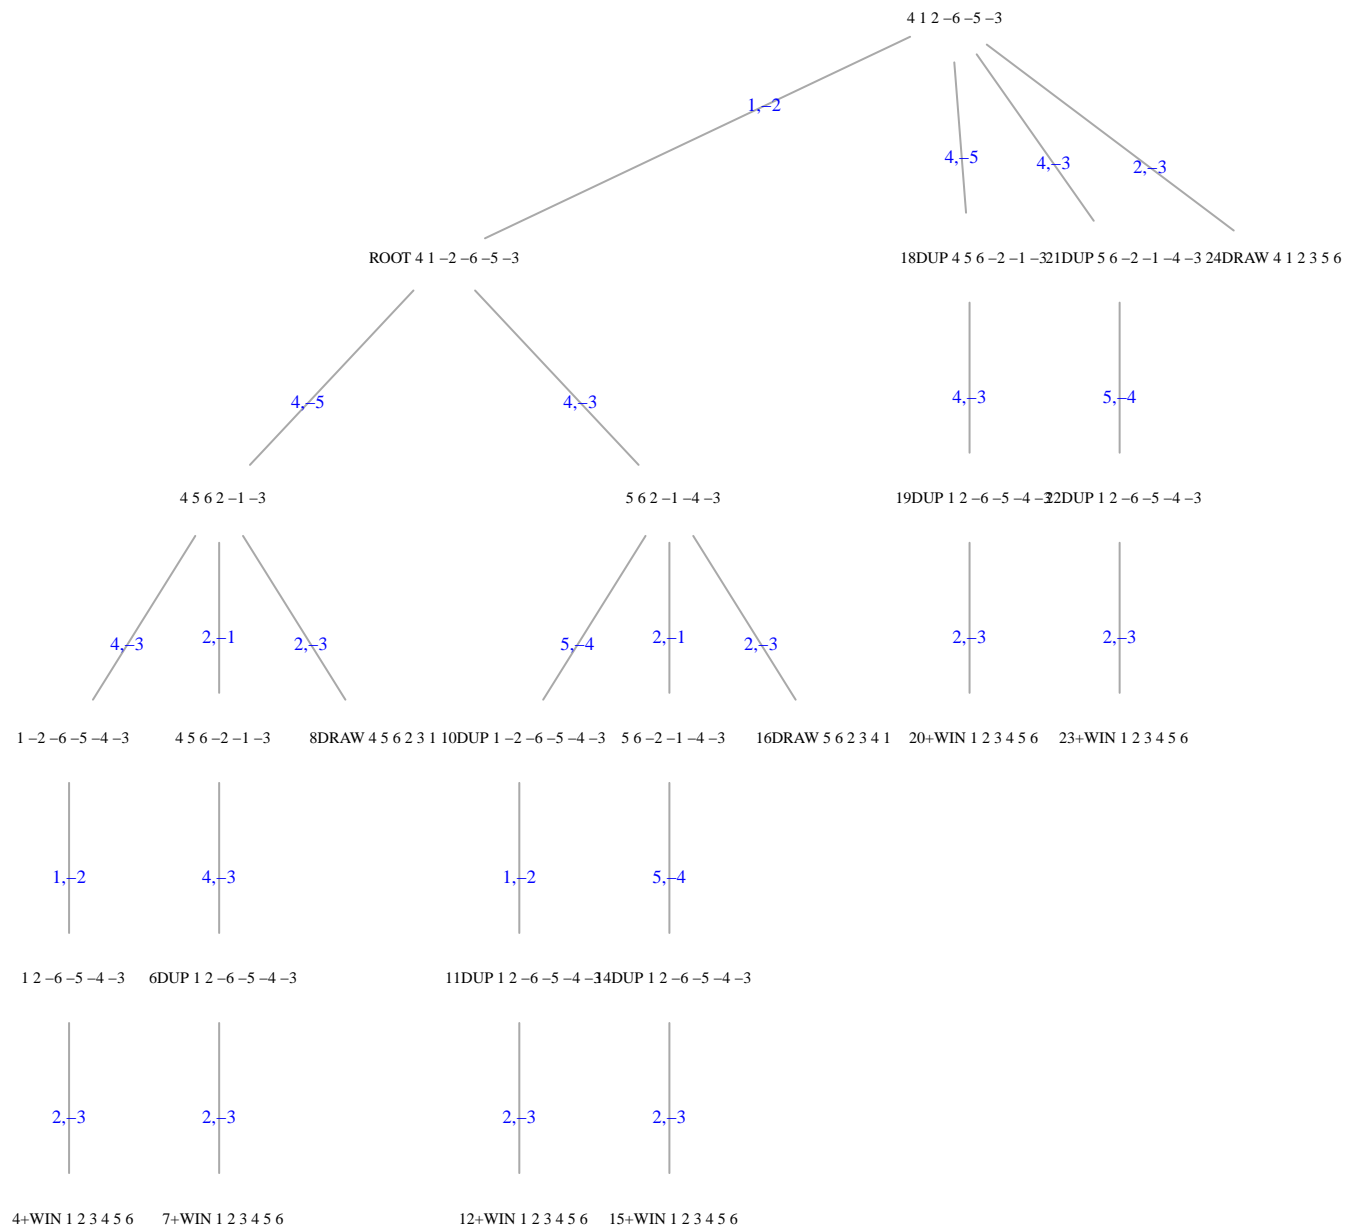 4 1 2 −6 −5 −3
1,−2
4,−5
4,−3
2,−3
ROOT 4 1 −2 −6 −5 −3
18DUP 4 5 6 −2 −1 −3
21DUP 5 6 −2 −1 −4 −3
24DRAW 4 1 2 3 5 6
4,−5
4,−3
4,−3
5,−4
4 5 6 2 −1 −3
5 6 2 −1 −4 −3
19DUP 1 2 −6 −5 −4 −3
22DUP 1 2 −6 −5 −4 −3
4,−3
2,−1
2,−3
5,−4
2,−1
2,−3
2,−3
2,−3
1 −2 −6 −5 −4 −3
4 5 6 −2 −1 −3
8DRAW 4 5 6 2 3 1
10DUP 1 −2 −6 −5 −4 −3
5 6 −2 −1 −4 −3
16DRAW 5 6 2 3 4 1
20+WIN 1 2 3 4 5 6
23+WIN 1 2 3 4 5 6
1,−2
4,−3
1,−2
5,−4
1 2 −6 −5 −4 −3
6DUP 1 2 −6 −5 −4 −3
11DUP 1 2 −6 −5 −4 −3
14DUP 1 2 −6 −5 −4 −3
2,−3
2,−3
2,−3
2,−3
4+WIN 1 2 3 4 5 6
7+WIN 1 2 3 4 5 6
12+WIN 1 2 3 4 5 6
15+WIN 1 2 3 4 5 6